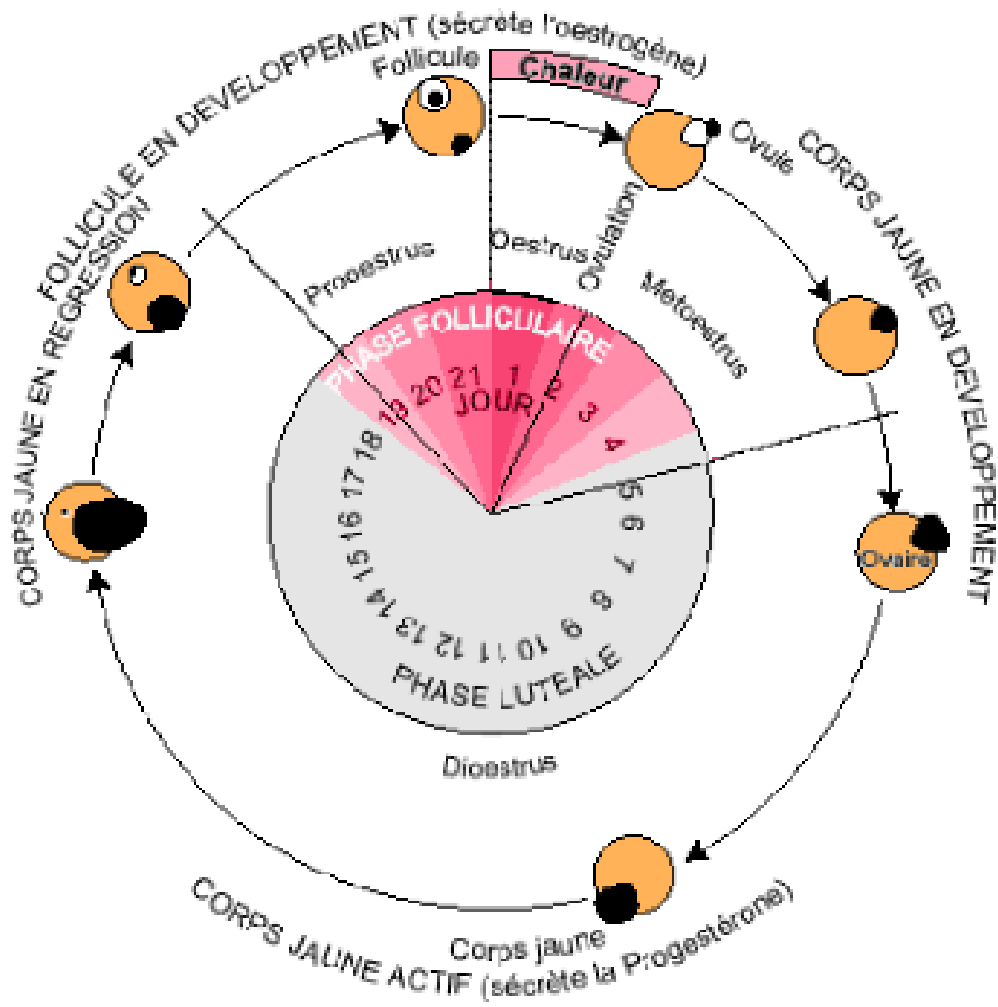 FOLLICULE EN DEVELOPPEMENT (sécrète l'oestrogène)
Follicule
Chaleur
Ovule
CORPS JAUNE EN DEVELOPPEMENT
CORPS JAUNE EN REGRESSION
Prooestrus
Oestrus
Ovulation
Metoestrus
PHASE FOLLICULAIRE
19 20 21 1 2 3 4
JOUR
5 6 7 8 9 10 11 12 13 14 15 16 17 18
PHASE LUTEALE
Ovaire
Dioestrus
Corps jaune
CORPS JAUNE ACTIF (sécrète la Progestérone)